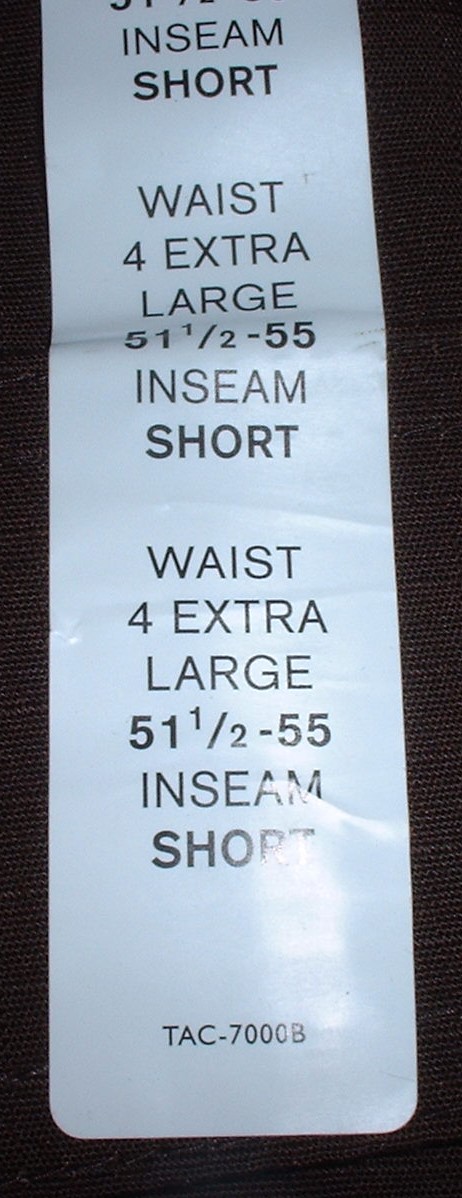 INSEAM
SHORT
WAIST
4 EXTRA
LARGE
51 1/2 -55
INSEAM
SHORT
WAIST
4 EXTRA
LARGE
51 1/2 -55
INSEAM
SHORT
TAC-7000B